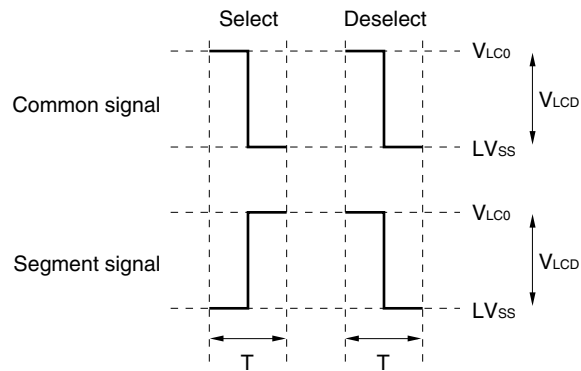 Select Deselect
VLC0
Common signal
VLCD
LVSS
VLC0
Segment signal
VLCD
LVSS
T T